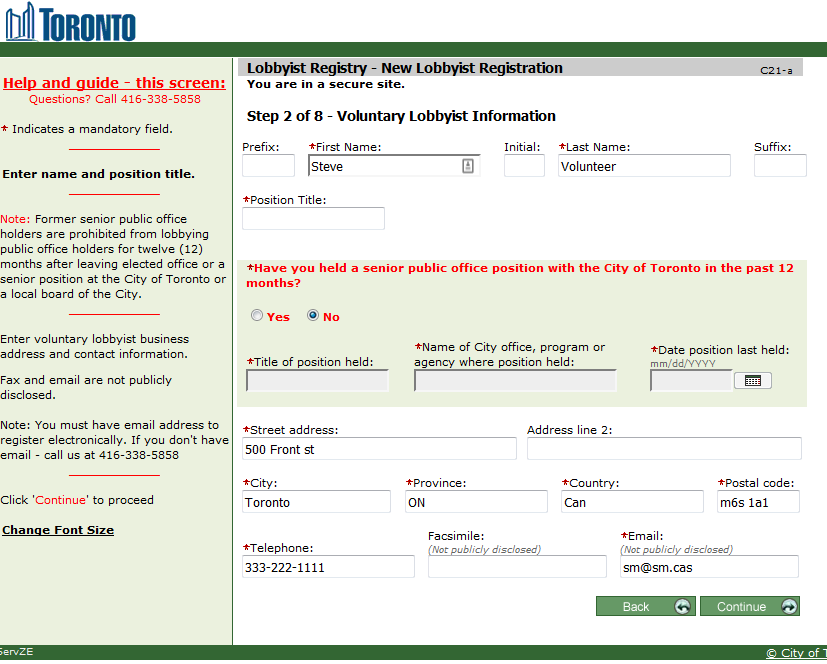 TORONTO
Help and guide - this screen:
Questions? Call 416-338-5858
* Indicates a mandatory field.
Enter name and position title.
Note: Former senior public office
holders are prohibited from lobbying
public office holders for twelve (12)
months after leaving elected office or a
senior position at the City of Toronto or
a local board of the City.
Enter voluntary lobbyist business
address and contact information.
Fax and email are not publicly
disclosed.
Note: You must have email address to
register electronically. If you don't have
email - call us at 416-338-5858
Click 'Continue' to proceed
Change Font Size
Lobbyist Registry - New Lobbyist Registration C21-a
You are in a secure site.
Step 2 of 8 - Voluntary Lobbyist Information
Prefix: *First Name: Initial: *Last Name: Suffix:
Steve Volunteer
*Position Title:
*Have you held a senior public office position with the City of Toronto in the past 12
months?
Yes No
*Title of position held: *Name of City office, program or
agency where position held: *Date position last held:
mm/dd/YYYY
*Street address: Address line 2:
500 Front st
*City: *Province: *Country: *Postal code:
Toronto ON Can m6s 1a1
*Telephone: Facsimile: *Email:
(Not publicly disclosed) (Not publicly disclosed)
333-222-1111 sm@sm.cas
Back Continue
ServZE © City of T